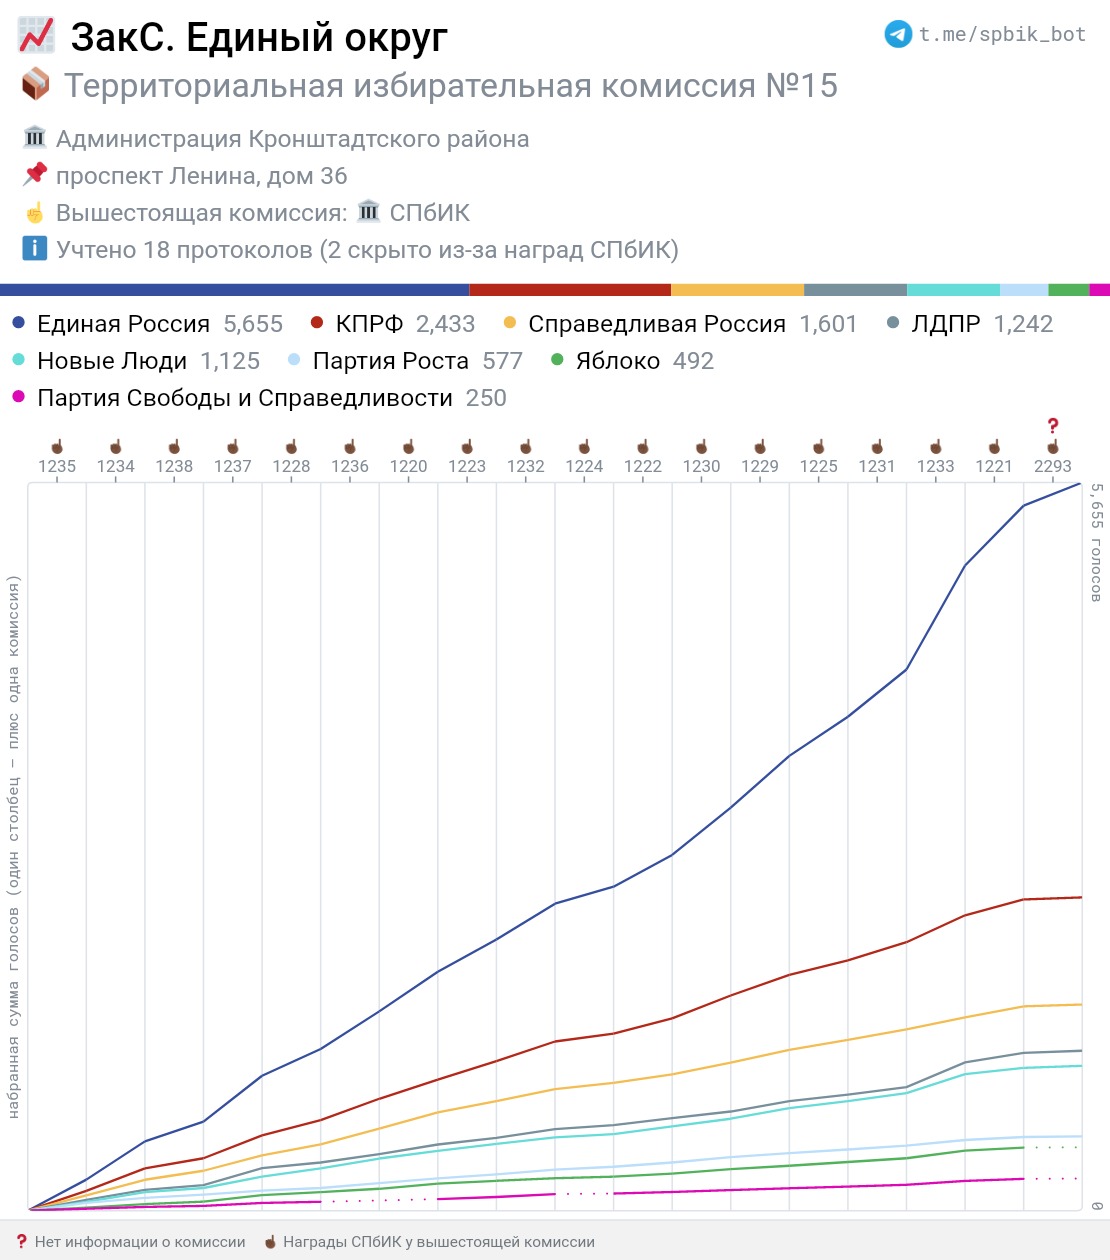 ЗакС. Единый округ
t.me/spbik_bot
Территориальная избирательная комиссия №15
Администрация Кронштадтского района
проспект Ленина, дом 36
Вышестоящая комиссия: СПбИК
Учтено 18 протоколов (2 скрыто из-за наград СПбИК)
Единая Россия 5,655 КПРФ 2,433 Справедливая Россия 1,601 ЛДПР 1,242
Новые Люди 1,125 Партия Роста 577 Яблоко 492
Партия Свободы и Справедливости 250
1235 1234 1238 1237 1228 1236 1220 1223 1232 1224 1222 1230 1229 1225 1231 1233 1221 2293
5,655 голосов
набранная сумма голосов (один столбец – плюс одна комиссия)
0
Нет информации о комиссии Награды СПбИК у вышестоящей комиссии